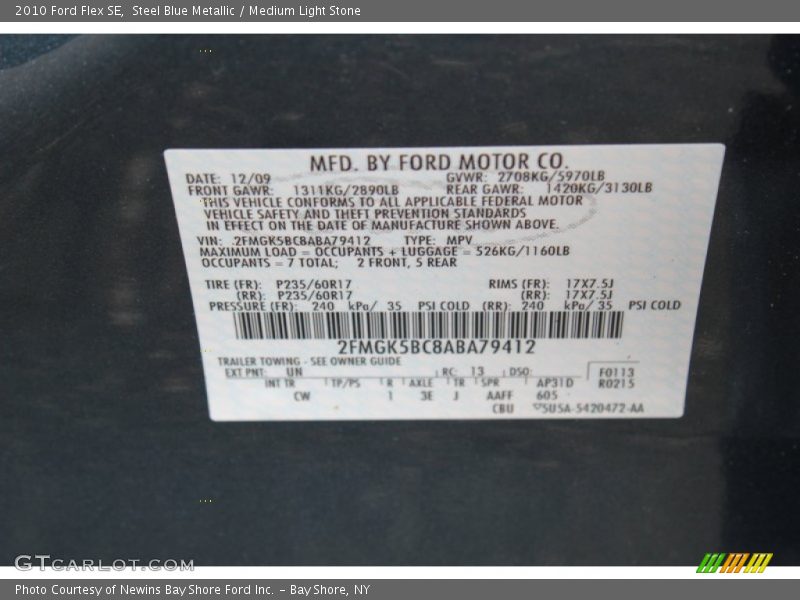 2010 Ford Flex SE,  Steel Blue Metallic / Medium Light Stone
MFD. BY FORD MOTOR CO.
DATE: 12/09 GVWR: 2708KG/5970LB
FRONT GAWR: 1311KG/2890LB REAR GAWR: 1420KG/3130LB
THIS VEHICLE CONFORMS TO ALL APPLICABLE FEDERAL MOTOR
VEHICLE SAFETY AND THEFT PREVENTION STANDARDS
IN EFFECT ON THE DATE OF MANUFACTURE SHOWN ABOVE.
VIN: 2FMGK5BC8ABA79412 TYPE: MPV
MAXIMUM LOAD = OCCUPANTS + LUGGAGE = 526KG/1160LB
OCCUPANTS = 7 TOTAL; 2 FRONT, 5 REAR
TIRE (FR): P235/60R17 RIMS (FR): 17X7.5J
(RR): P235/60R17 (RR): 17X7.5J
PRESSURE (FR): 240 kPa/ 35 PSI COLD (RR): 240 kPa/ 35 PSI COLD
2FMGK5BC8ABA79412
TRAILER TOWING - SEE OWNER GUIDE
EXT PNT: UN RC: 13 DSO: F0113
INT TR TP/PS R AXLE TR SPR AP31D R0215
CW 1 3E J AAFF 605
CBU 5U5A-5420472-AA
GTCARLOT.COM
Photo Courtesy of Newins Bay Shore Ford Inc. – Bay Shore, NY